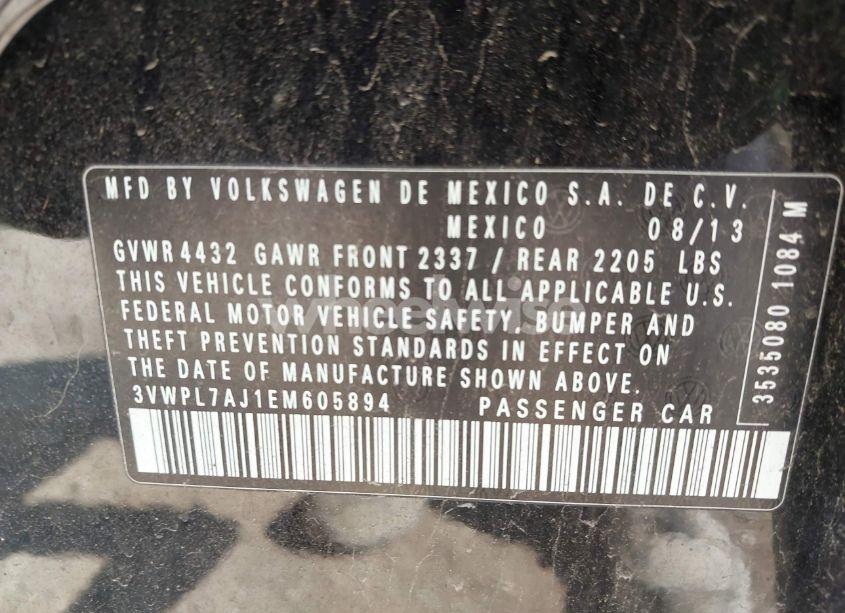 MFD BY VOLKSWAGEN DE MEXICO S.A. DE C.V.
MEXICO 08/13
GVWR 4432 GAWR FRONT 2337 / REAR 2205 LBS
THIS VEHICLE CONFORMS TO ALL APPLICABLE U.S.
FEDERAL MOTOR VEHICLE SAFETY, BUMPER AND
THEFT PREVENTION STANDARDS IN EFFECT ON
THE DATE OF MANUFACTURE SHOWN ABOVE.
3VWPL7AJ1EM605894 PASSENGER CAR
3535080 1084 M
wheelwise